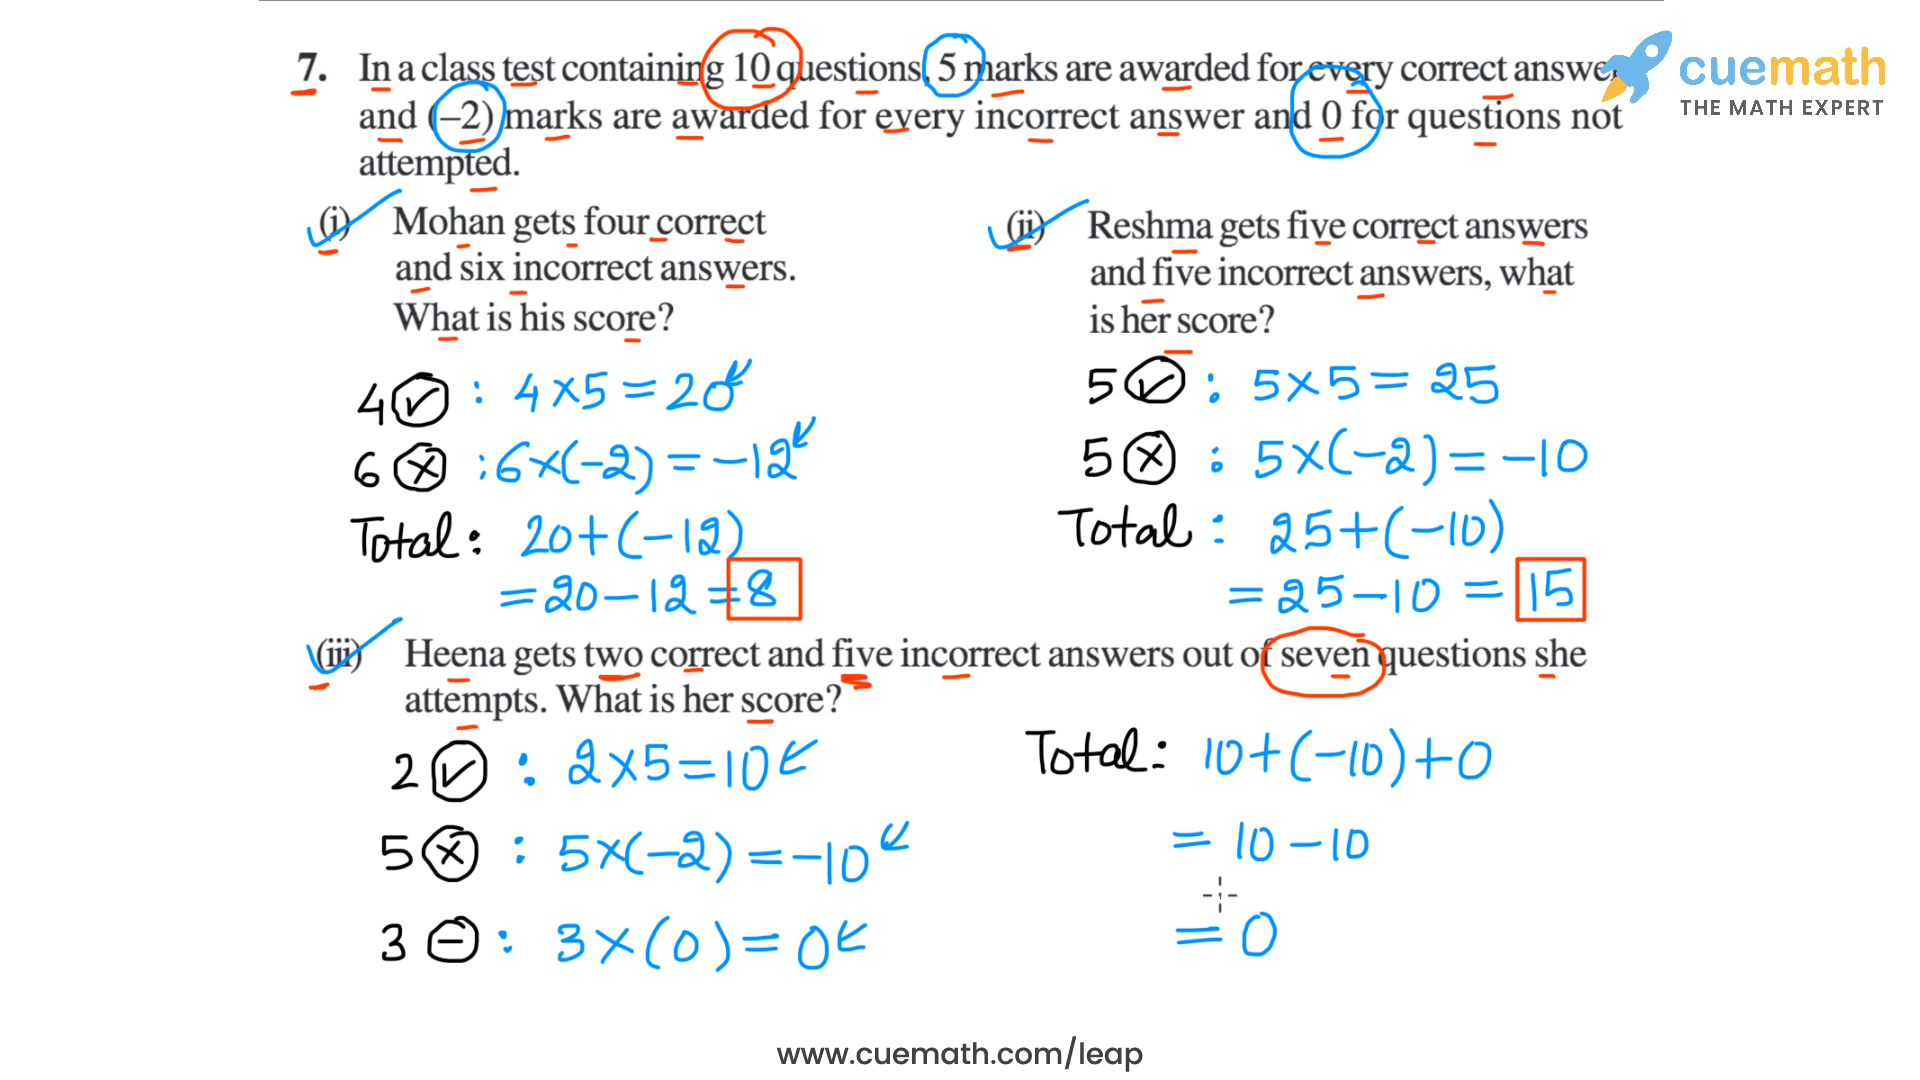 7. In a class test containing 10 questions, 5 marks are awarded for every correct answer
and (–2) marks are awarded for every incorrect answer and 0 for questions not
attempted.
cuemath
THE MATH EXPERT
(i) Mohan gets four correct
and six incorrect answers.
What is his score?
4 ✓ : 4 × 5 = 20
6 × : 6 × (−2) = −12
Total : 20 + (−12)
= 20 − 12 = 8
(ii) Reshma gets five correct answers
and five incorrect answers, what
is her score?
5 ✓ : 5 × 5 = 25
5 × : 5 × (−2) = −10
Total : 25 + (−10)
= 25 − 10 = 15
(iii) Heena gets two correct and five incorrect answers out of seven questions she
attempts. What is her score?
2 ✓ : 2 × 5 = 10
5 × : 5 × (−2) = −10
3 − : 3 × (0) = 0
Total : 10 + (−10) + 0
= 10 − 10
= 0
www.cuemath.com/leap